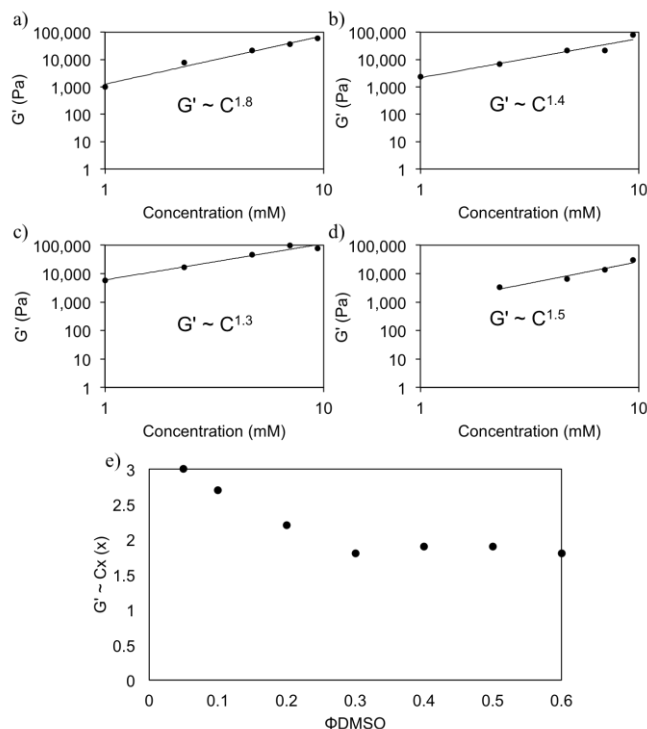 a)
100,000
10,000
1,000
100
10
1
G' (Pa)
G' ~ C1.8
1
10
Concentration (mM)
b)
100,000
10,000
1,000
100
10
1
G' (Pa)
G' ~ C1.4
1
10
Concentration (mM)
c)
100,000
10,000
1,000
100
10
1
G' (Pa)
G' ~ C1.3
1
10
Concentration (mM)
d)
100,000
10,000
1,000
100
10
1
G' (Pa)
G' ~ C1.5
1
10
Concentration (mM)
e)
3
2.5
2
1.5
1
0.5
0
G' ~ Cx (x)
0
0.1
0.2
0.3
0.4
0.5
0.6
ΦDMSO